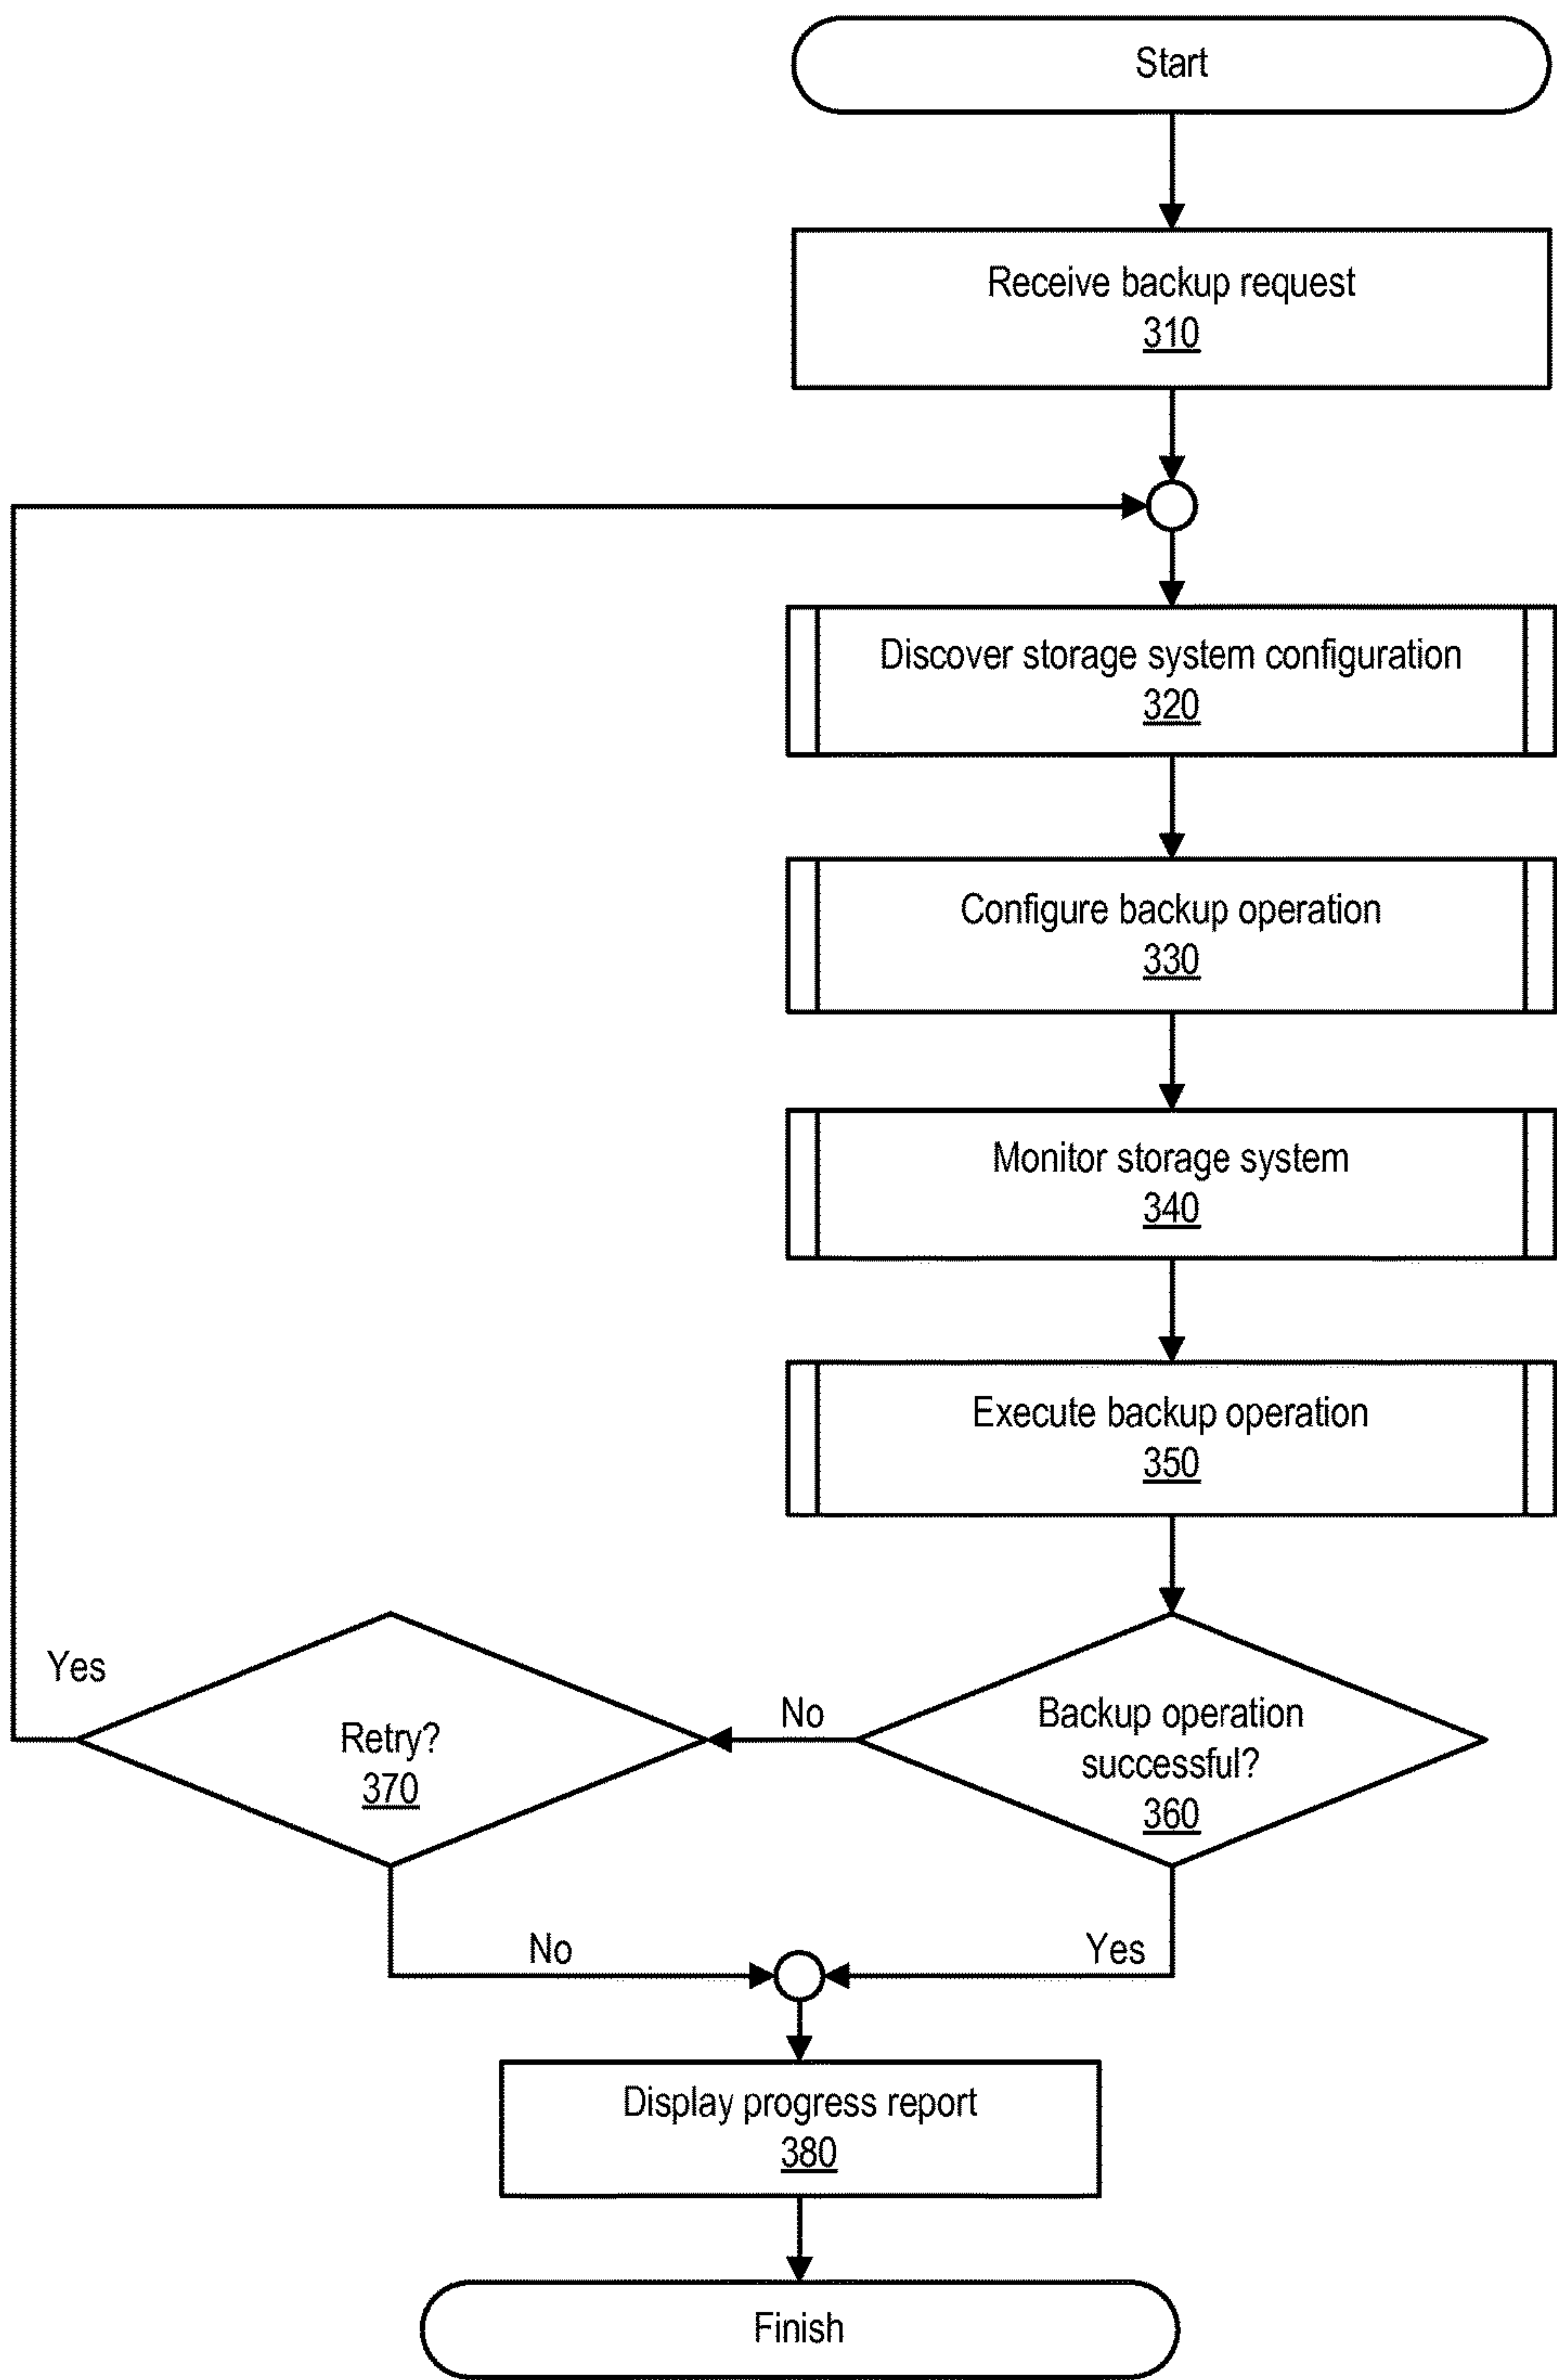 Start
Receive backup request
310
Discover storage system configuration
320
Configure backup operation
330
Monitor storage system
340
Execute backup operation
350
Yes
Retry?
370
No
Backup operation
successful?
360
No
Yes
Display progress report
380
Finish